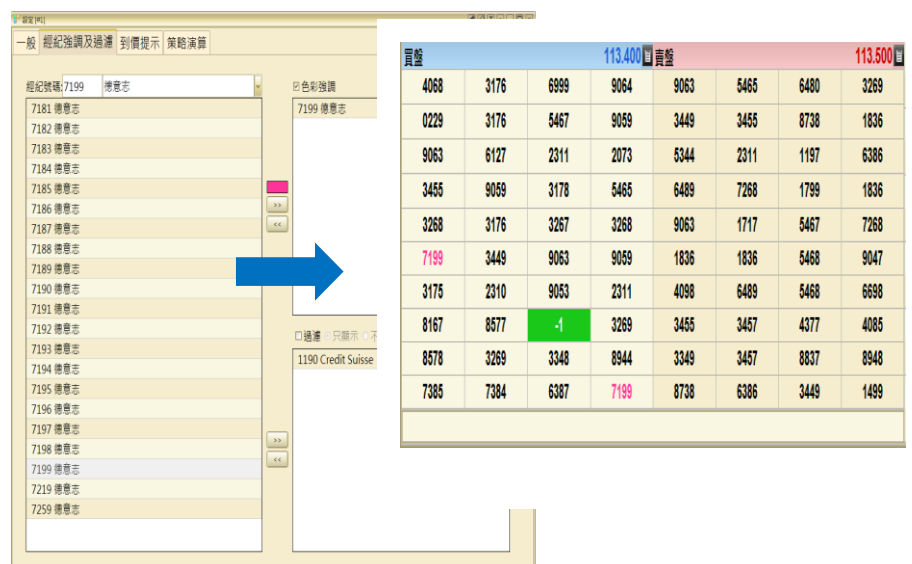 設定 [#1]
一般 經紀強調及過濾 到價提示 策略演算
經紀號碼: 7199 德意志
7181 德意志
7182 德意志
7183 德意志
7184 德意志
7185 德意志
7186 德意志
7187 德意志
7188 德意志
7189 德意志
7190 德意志
7191 德意志
7192 德意志
7193 德意志
7194 德意志
7195 德意志
7196 德意志
7197 德意志
7198 德意志
7199 德意志
7219 德意志
7259 德意志
>>
<<
>>
<<
色彩強調
7199 德意志
過濾 只顯示 不
1190 Credit Suisse
買盤 113.400 賣盤 113.500
4068 3176 6999 9064 9063 5465 6480 3269
0229 3176 5467 9059 3449 3455 8738 1836
9063 6127 2311 2073 5344 2311 1197 6386
3455 9059 3178 5465 6489 7268 1799 1836
3268 3176 3267 3268 9063 1717 5467 7268
7199 3449 9063 9059 1836 1836 5468 9047
3175 2310 9053 2311 4098 6489 5468 6698
8167 8577 -1 3269 3455 3457 4377 4085
8578 3269 3348 8944 3349 3457 8837 8948
7385 7384 6387 7199 8738 6386 3449 1499